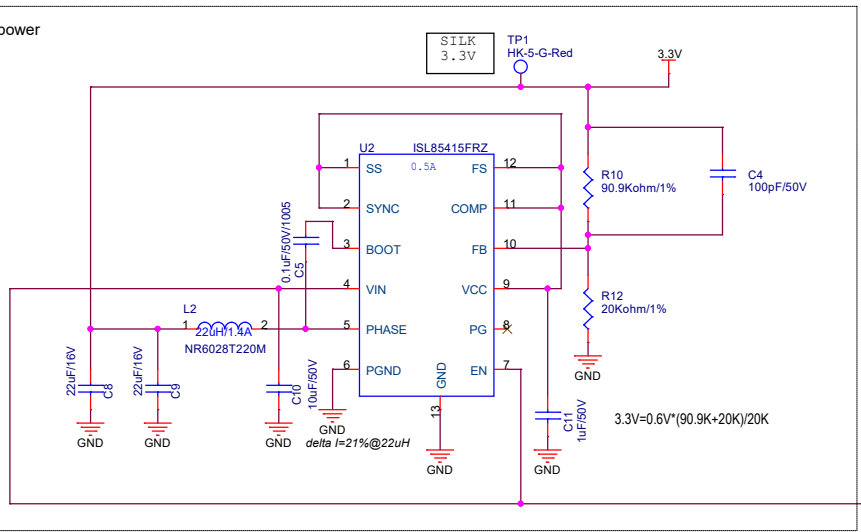 power
SILK
3.3V
TP1
HK-5-G-Red
3.3V
U2
ISL85415FRZ
0.5A
1
SS
FS
12
2
SYNC
COMP
11
3
BOOT
FB
10
4
VIN
VCC
9
5
PHASE
PG
8
6
PGND
EN
7
GND
13
R10
90.9Kohm/1%
C4
100pF/50V
R12
20Kohm/1%
GND
0.1uF/50V/1005
C5
L2
1
22uH/1.4A
2
NR6028T220M
22uF/16V
C8
GND
22uF/16V
C9
GND
C10
10uF/50V
GND
GND
delta I=21%@22uH
GND
C11
1uF/50V
GND
3.3V=0.6V*(90.9K+20K)/20K